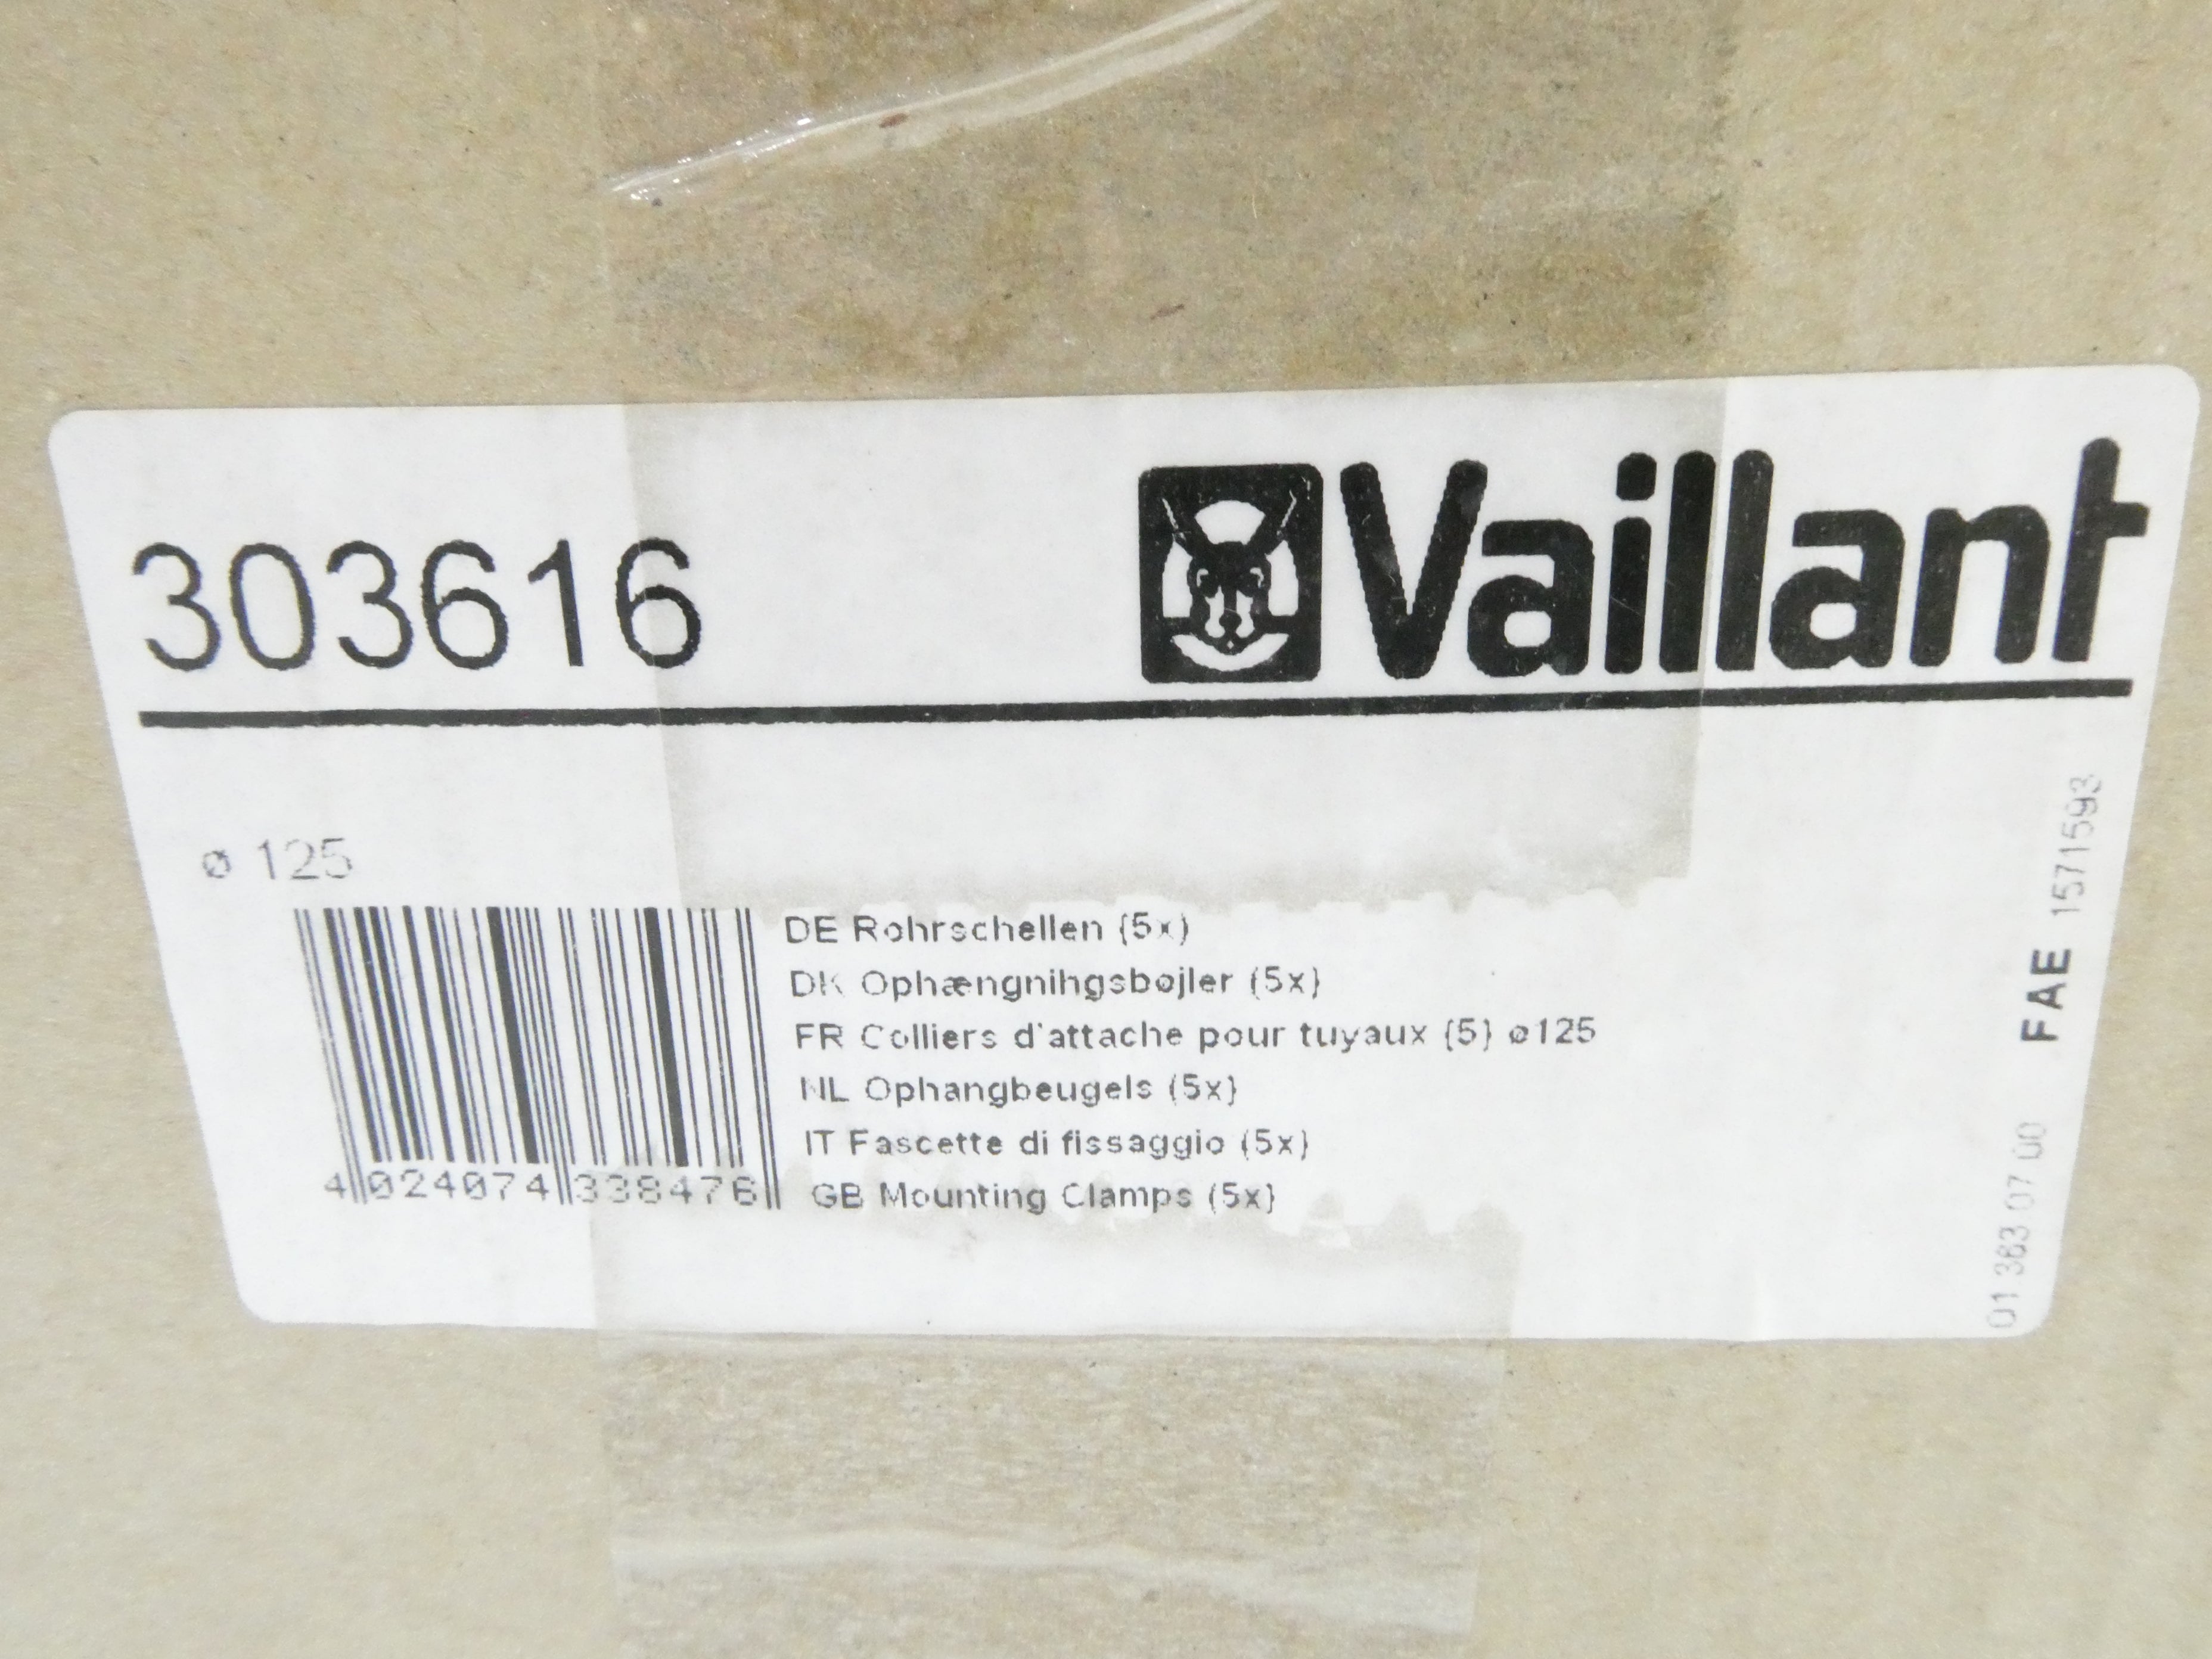 303616
Vaillant
ø 125
DE Rohrschellen (5x)
DK Ophængnihgsbøjler (5x)
FR Colliers d'attache pour tuyaux (5) ø125
NL Ophangbeugels (5x)
IT Fascette di fissaggio (5x)
GB Mounting Clamps (5x)
4 024074 338476
01 363 07 00 FAE 1571593